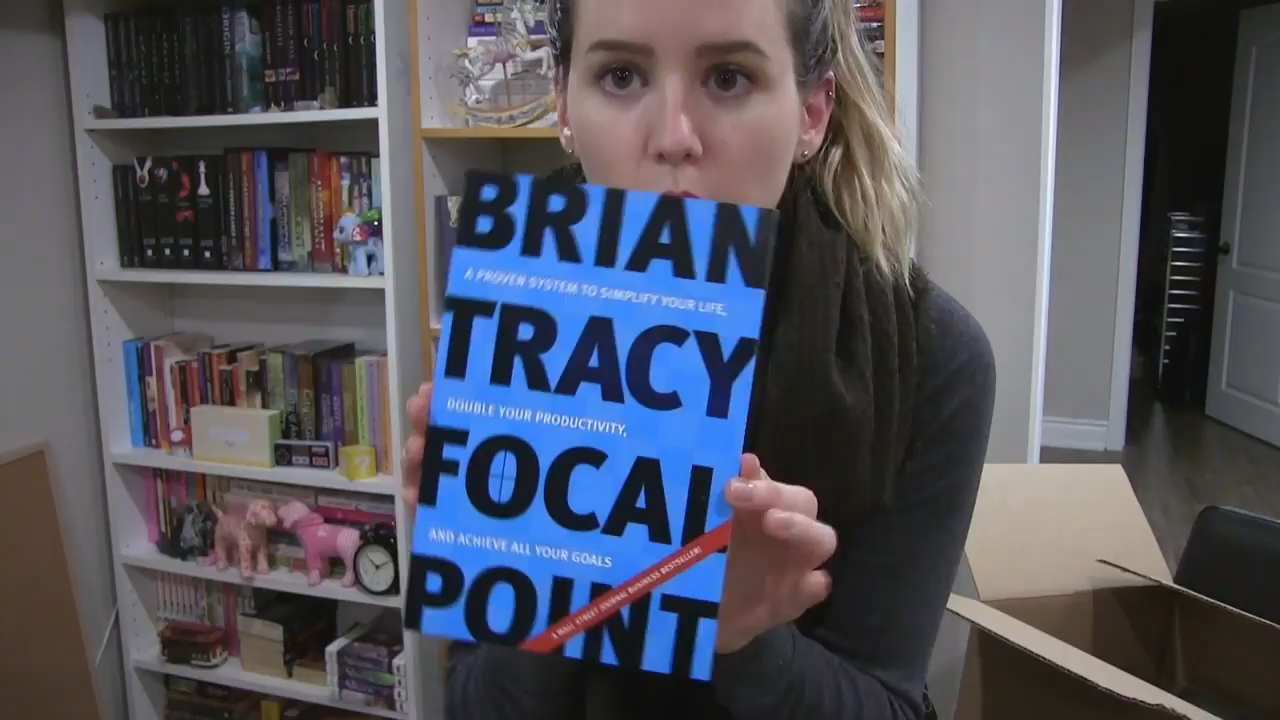 BRIAN
A PROVEN SYSTEM TO SIMPLIFY YOUR LIFE,
TRACY
DOUBLE YOUR PRODUCTIVITY,
FOCAL
AND ACHIEVE ALL YOUR GOALS
POINT
A WALL STREET JOURNAL BUSINESS BESTSELLER!
ORIGIN